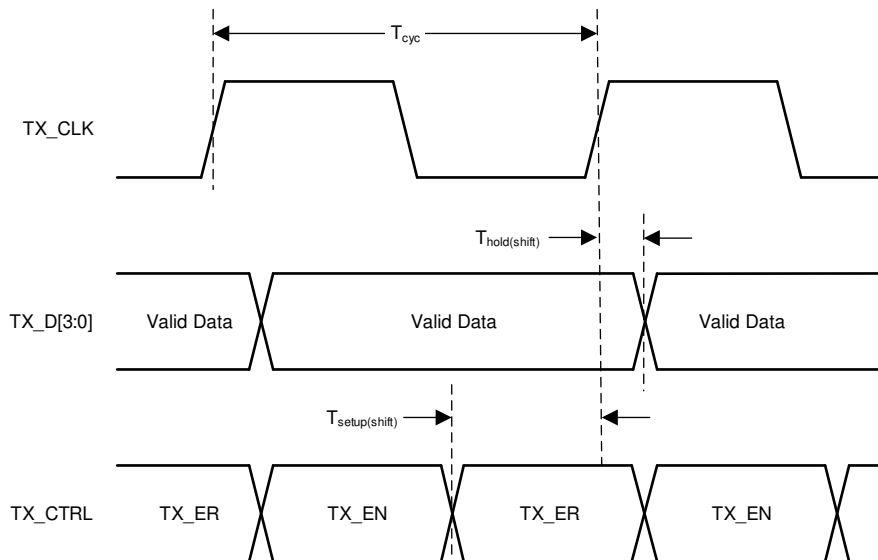 Tcyc
TX_CLK
Thold(shift)
TX_D[3:0] Valid Data Valid Data Valid Data
Tsetup(shift)
TX_CTRL TX_ER TX_EN TX_ER TX_EN